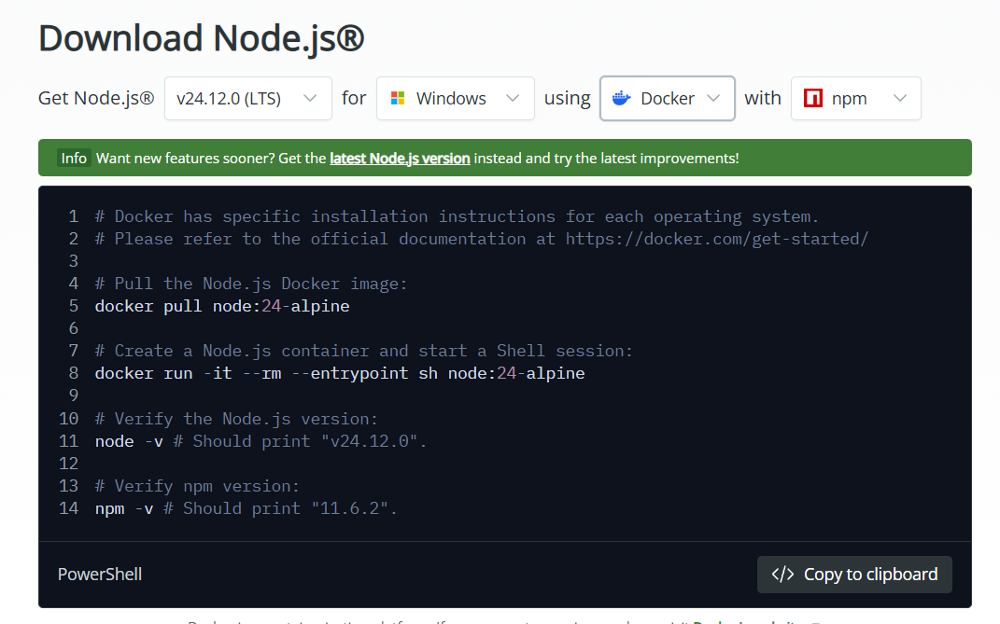 Download Node.js®
Get Node.js® v24.12.0 (LTS) for Windows using Docker with npm
Info Want new features sooner? Get the latest Node.js version instead and try the latest improvements!
1 # Docker has specific installation instructions for each operating system.
2 # Please refer to the official documentation at https://docker.com/get-started/
3
4 # Pull the Node.js Docker image:
5 docker pull node:24-alpine
6
7 # Create a Node.js container and start a Shell session:
8 docker run -it --rm --entrypoint sh node:24-alpine
9
10 # Verify the Node.js version:
11 node -v # Should print "v24.12.0".
12
13 # Verify npm version:
14 npm -v # Should print "11.6.2".
PowerShell </> Copy to clipboard